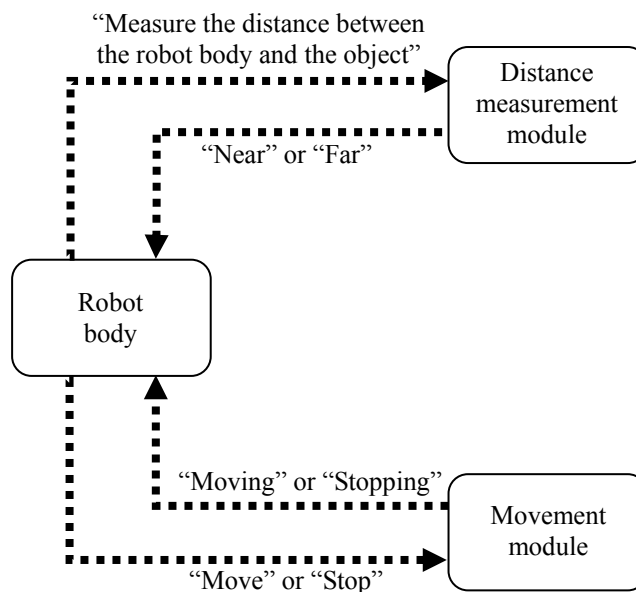 “Measure the distance between
the robot body and the object”
Distance
measurement
module
“Near” or “Far”
Robot
body
“Moving” or “Stopping”
Movement
module
“Move” or “Stop”